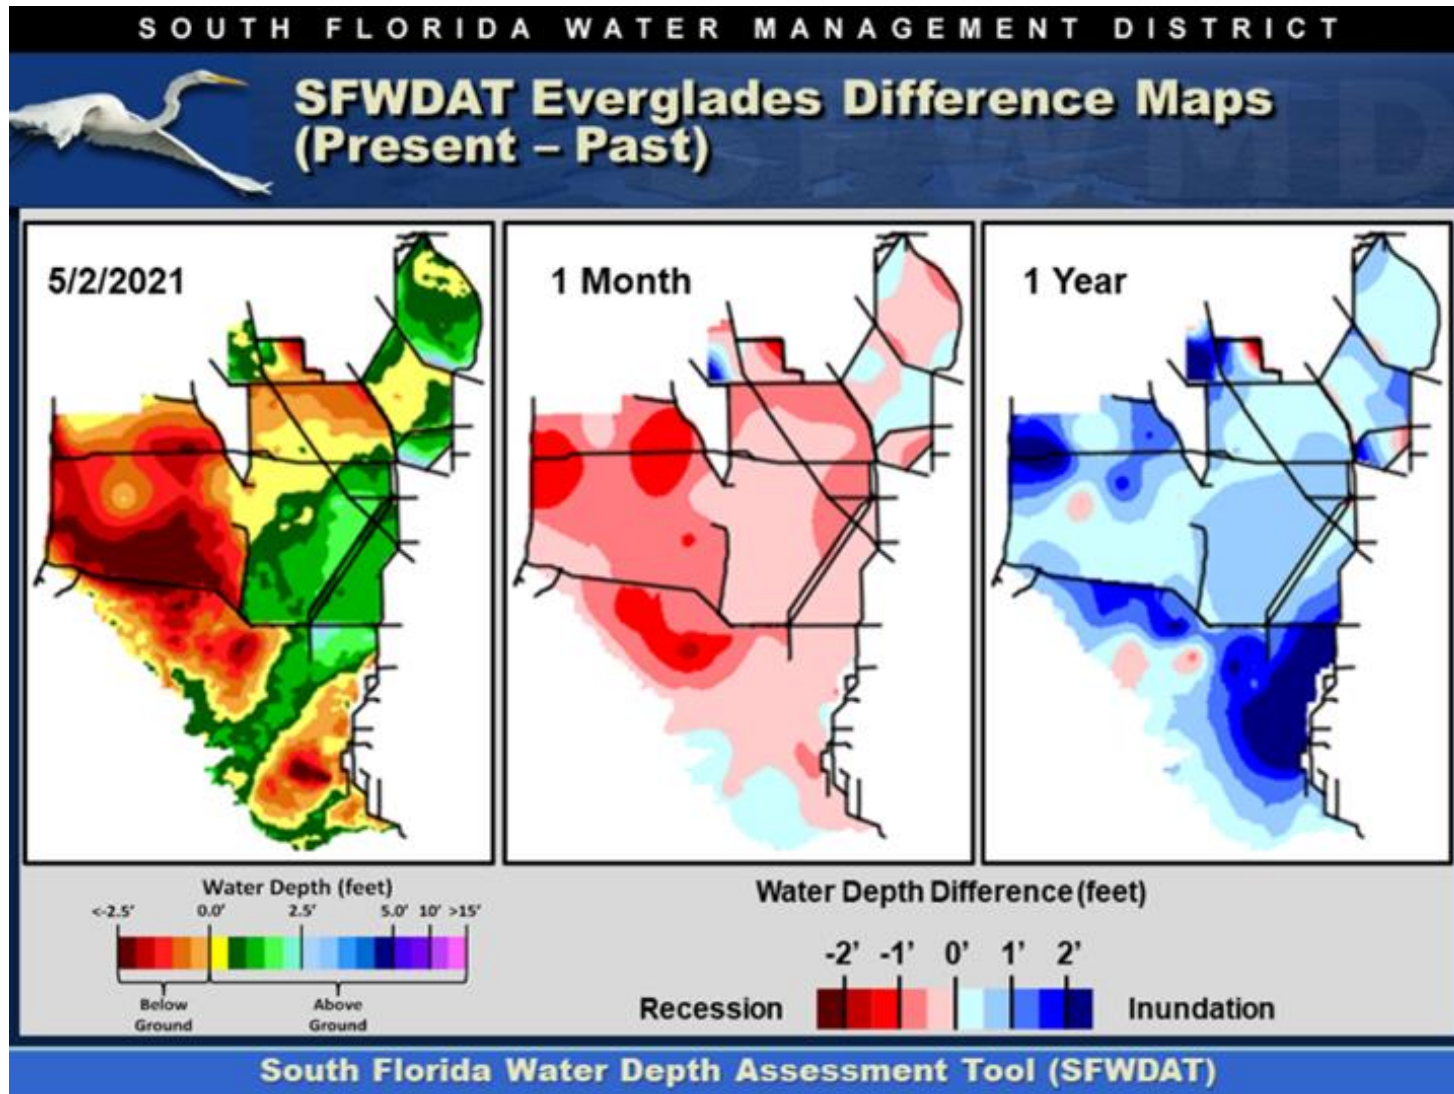 SOUTH FLORIDA WATER MANAGEMENT DISTRICT
SFWDAT Everglades Difference Maps
(Present – Past)
5/2/2021
1 Month
1 Year
Water Depth (feet)
<-2.5' 0.0' 2.5' 5.0' 10' >15'
Below
Ground
Above
Ground
Water Depth Difference (feet)
-2' -1' 0' 1' 2'
Recession
Inundation
South Florida Water Depth Assessment Tool (SFWDAT)